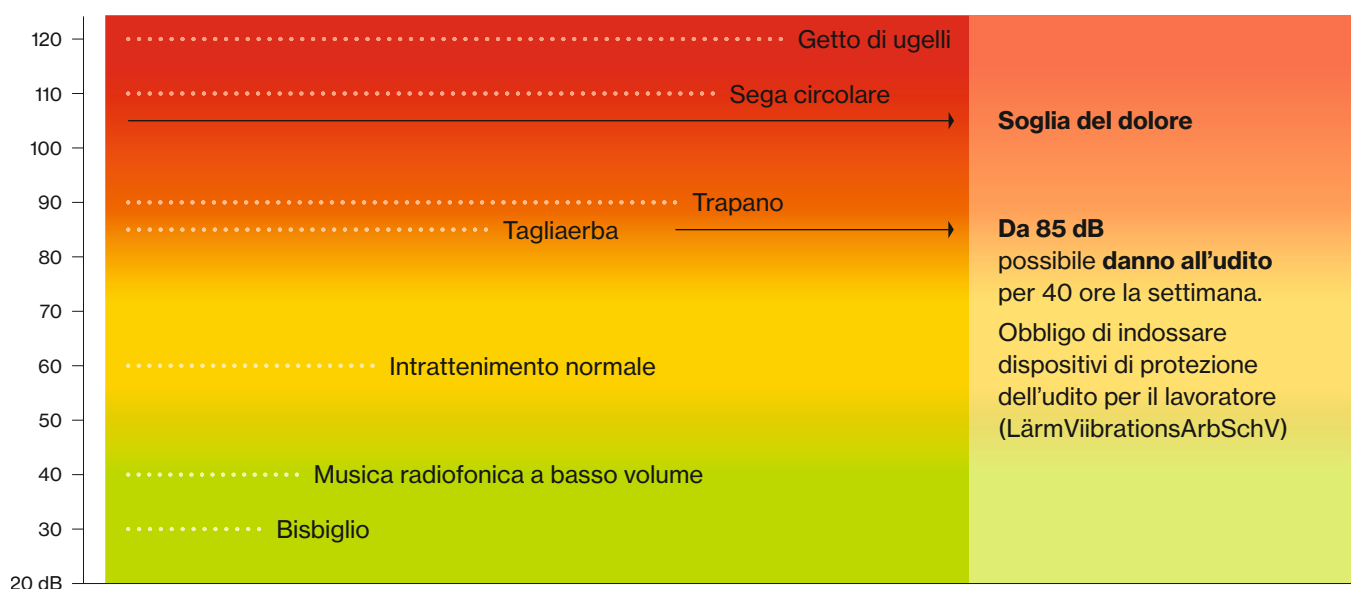 120
Getto di ugelli
110
Sega circolare
Soglia del dolore
100
90
Trapano
Tagliaerba
Da 85 dB
80
possibile danno all’udito
per 40 ore la settimana.
70
Obbligo di indossare
60
Intrattenimento normale
dispositivi di protezione
dell’udito per il lavoratore
50
(LärmViibrationsArbSchV)
40
Musica radiofonica a basso volume
30
Bisbiglio
20 dB